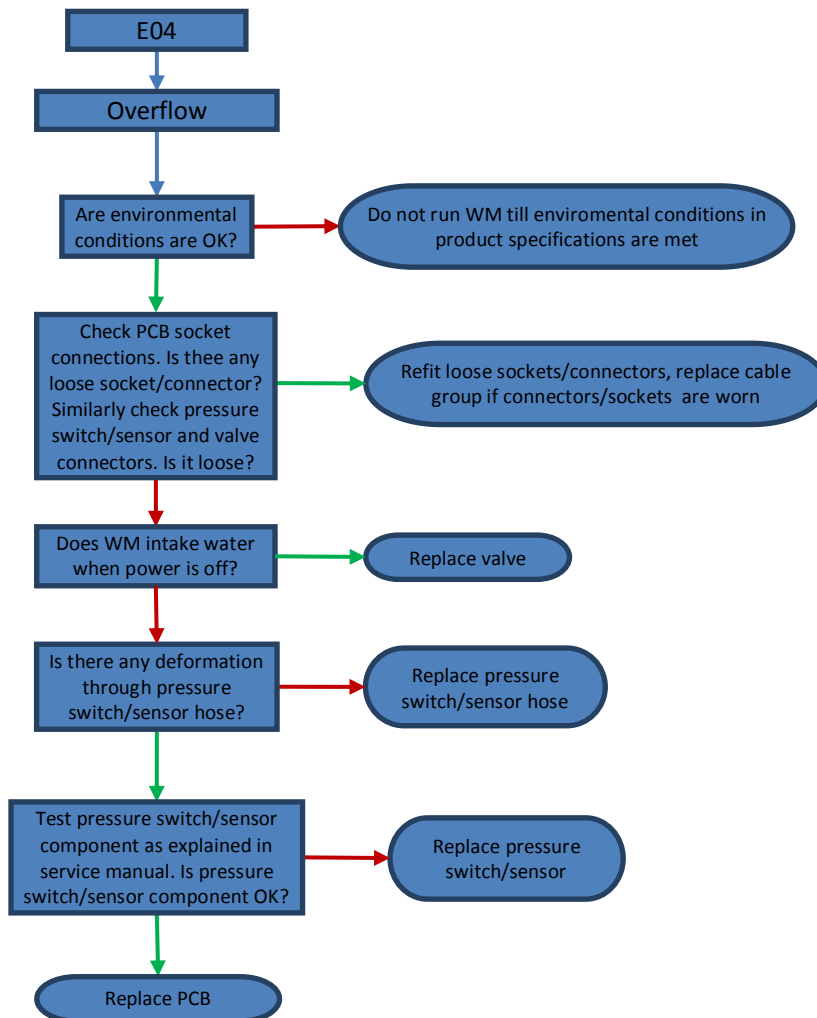 E04
Overflow
Are environmental
conditions are OK?
Do not run WM till enviromental conditions in
product specifications are met
Check PCB socket
connections. Is thee any
loose socket/connector?
Similarly check pressure
switch/sensor and valve
connectors. Is it loose?
Refit loose sockets/connectors, replace cable
group if connectors/sockets are worn
Does WM intake water
when power is off?
Replace valve
Is there any deformation
through pressure
switch/sensor hose?
Replace pressure
switch/sensor hose
Test pressure switch/sensor
component as explained in
service manual. Is pressure
switch/sensor component OK?
Replace pressure
switch/sensor
Replace PCB